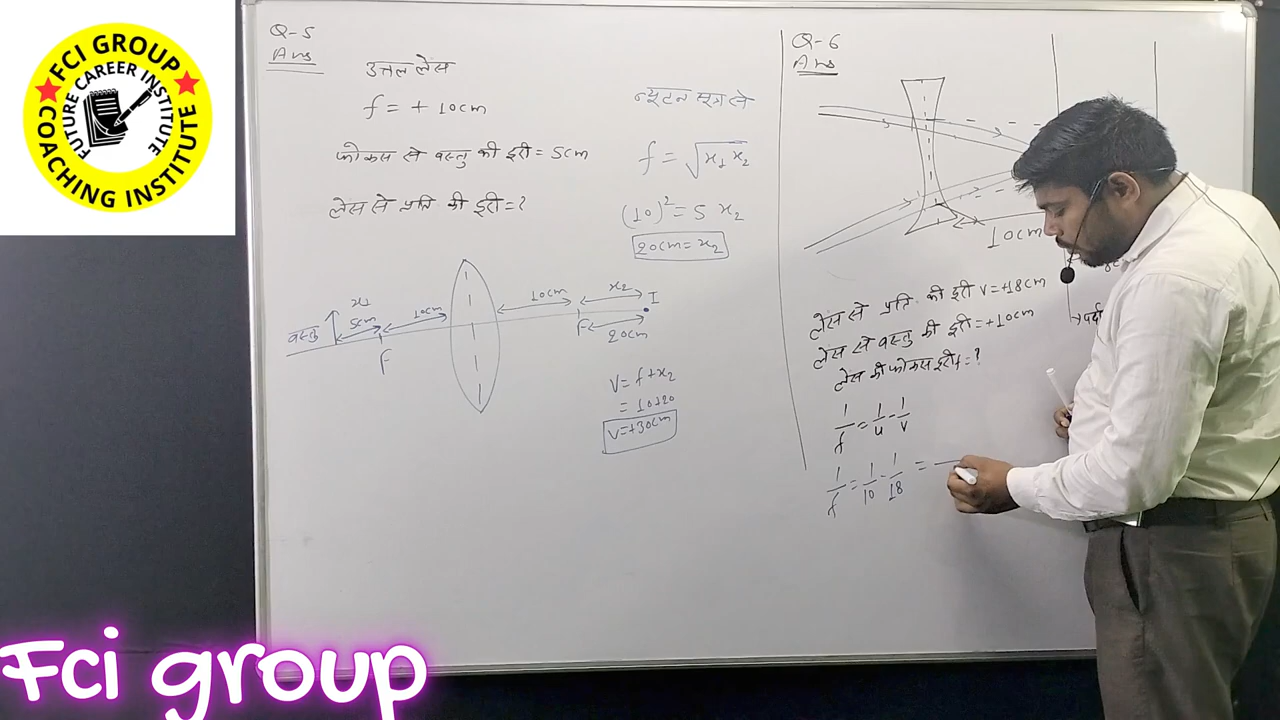 FCI GROUP
FUTURE CAREER INSTITUTE
COACHING INSTITUTE
Q-5
Ans
उत्तल लेंस
f = + 10cm
फोकस से वस्तु की दूरी = 5cm
लेंस से प्रति की दूरी = ?
न्यूटन सूत्र से
f = √x₁ x₂
(10)² = 5 x₂
20cm = x₂
वस्तु
x₁
5cm
10cm
10cm
x₂
I
F
F
20cm
V = f + x₂
= 10+20
V = +30cm
Q-6
Ans
10cm
लेंस से प्रति की दूरी V = +18cm
लेंस से वस्तु की दूरी = +10cm
लेंस की फोकस दूरी f = ?
1/f = 1/u - 1/v
1/f = 1/10 - 1/18 =
Fci group